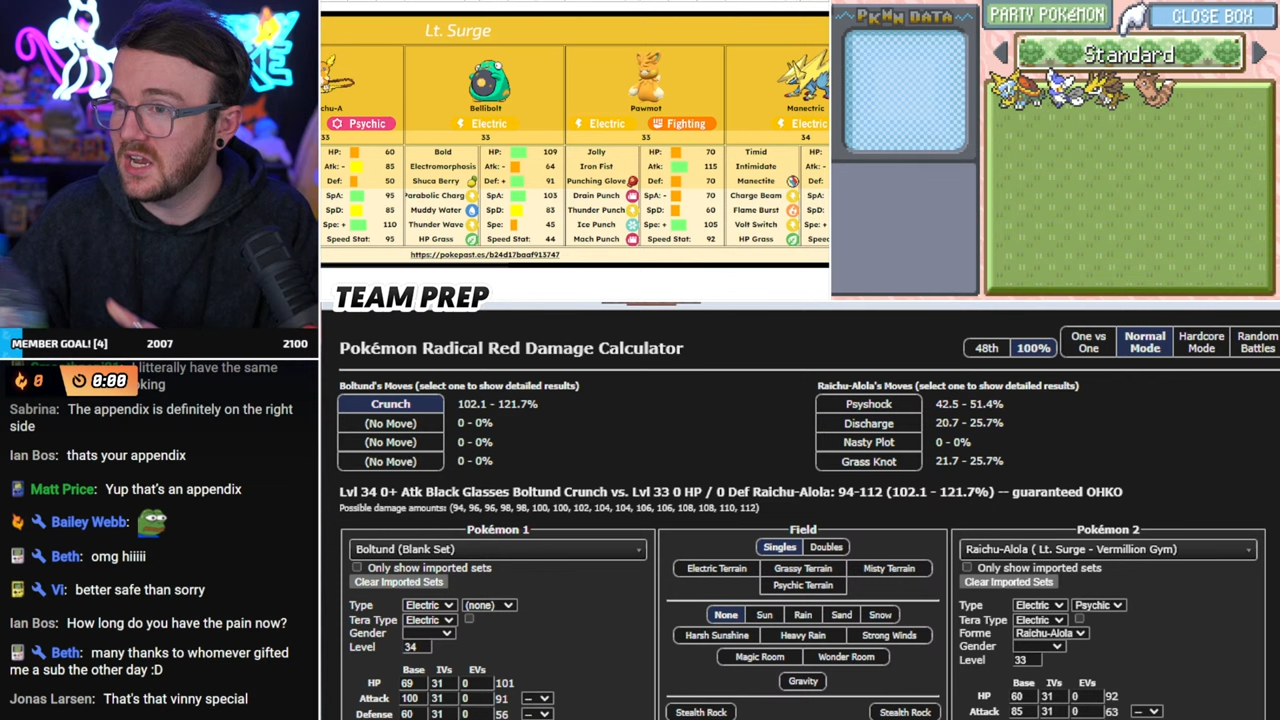 Lt. Surge
PKMN DATA
PARTY POKéMON
CLOSE BOX
Standard
chu-A
Bellibolt
Pawmot
Manectric
Psychic
Electric
Electric
Fighting
Electric
33
33
33
34
HP: 60
Bold
HP: 109
Jolly
HP: 70
Timid
HP:
Atk: - 85
Electromorphosis
Atk: - 64
Iron Fist
Atk: 115
Intimidate
Atk:
Def: 50
Shuca Berry
Def: + 91
Punching Glove
Def: 70
Manectite
Def:
SpA: 95
Parabolic Charg
SpA: 103
Drain Punch
SpA: - 70
Charge Beam
SpA:
SpD: 85
Muddy Water
SpD: 83
Thunder Punch
SpD: 60
Flame Burst
SpD:
Spe: + 110
Thunder Wave
Spe: 45
Ice Punch
Spe: + 105
Volt Switch
Spe: +
Speed Stat: 95
HP Grass
Speed Stat: 44
Mach Punch
Speed Stat: 92
HP Grass
Speed
https://pokepast.es/b24d17baaf913747
TEAM PREP
MEMBER GOAL! [4] 2007 2100
litterally have the same
oking
0 0:00
Sabrina: The appendix is definitely on the right
side
Ian Bos: thats your appendix
Matt Price: Yup that's an appendix
Bailey Webb:
Beth: omg hiiiii
Vi: better safe than sorry
Ian Bos: How long do you have the pain now?
Beth: many thanks to whomever gifted
me a sub the other day :D
Jonas Larsen: That's that vinny special
Pokémon Radical Red Damage Calculator
48th 100%
One vs One
Normal Mode
Hardcore Mode
Random Battles
Boltund's Moves (select one to show detailed results)
Crunch 102.1 - 121.7%
(No Move) 0 - 0%
(No Move) 0 - 0%
(No Move) 0 - 0%
Raichu-Alola's Moves (select one to show detailed results)
Psyshock 42.5 - 51.4%
Discharge 20.7 - 25.7%
Nasty Plot 0 - 0%
Grass Knot 21.7 - 25.7%
Lvl 34 0+ Atk Black Glasses Boltund Crunch vs. Lvl 33 0 HP / 0 Def Raichu-Alola: 94-112 (102.1 - 121.7%) -- guaranteed OHKO
Possible damage amounts: (94, 96, 96, 98, 98, 100, 100, 102, 104, 104, 106, 106, 108, 108, 110, 112)
Pokémon 1
Boltund (Blank Set)
Only show imported sets
Clear Imported Sets
Type Electric (none)
Tera Type Electric
Gender
Level 34
Base IVs EVs
HP 69 31 0 101
Attack 100 31 0 91 --
Defense 60 31 0 56 --
Field
Singles Doubles
Electric Terrain Grassy Terrain Misty Terrain
Psychic Terrain
None Sun Rain Sand Snow
Harsh Sunshine Heavy Rain Strong Winds
Magic Room Wonder Room
Gravity
Stealth Rock Stealth Rock
Pokémon 2
Raichu-Alola ( Lt. Surge - Vermillion Gym)
Only show imported sets
Clear Imported Sets
Type Electric Psychic
Tera Type Electric
Forme Raichu-Alola
Gender
Level 33
Base IVs EVs
HP 60 31 0 92
Attack 85 31 0 63 --